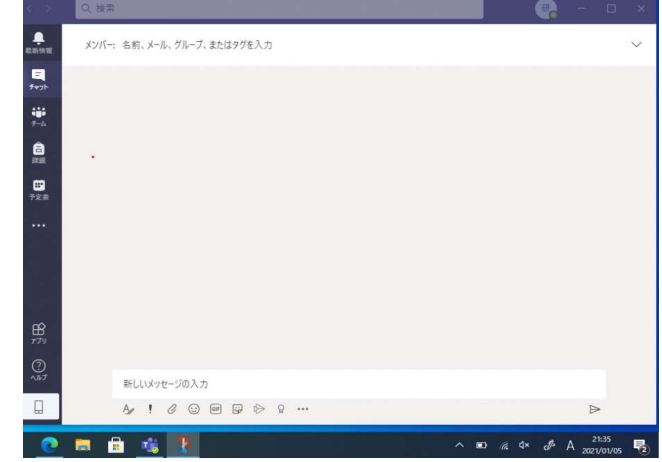 検索
研
メンバー: 名前、メール、グループ、またはタグを入力
最新情報
チャット
チーム
課題
予定表
アプリ
ヘルプ
新しいメッセージの入力
GIF
A
21:35
2021/01/05
2